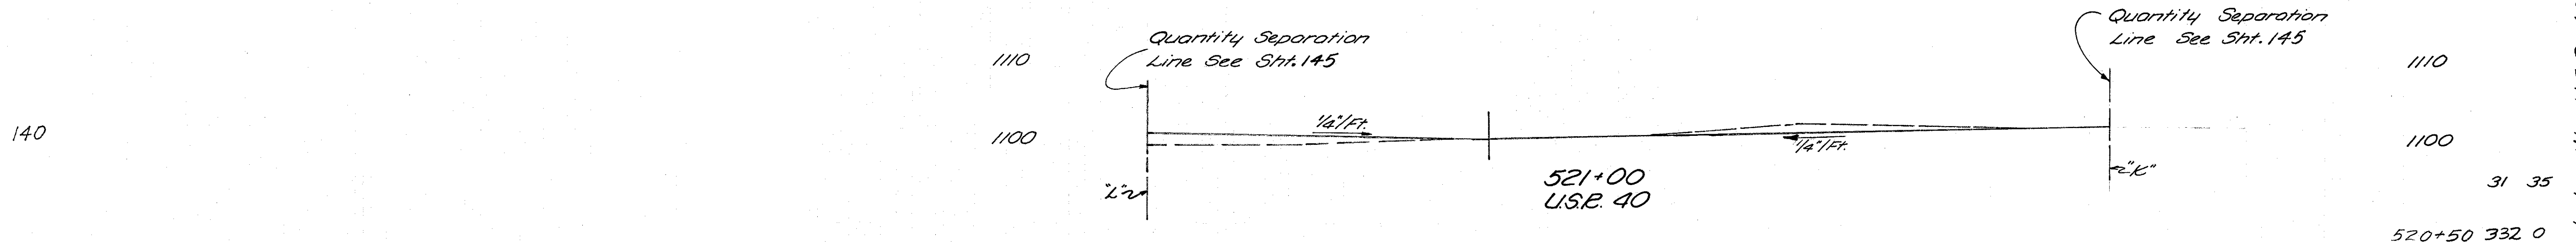 Quantity Separation
Line See Sht. 145
Quantity Separation
Line See Sht. 145
1110
1110
140
1100
1/4"/Ft.
1/4"/Ft.
1100
"L"
521+00
U.S.R. 40
"K"
31 35
520+50 332 0